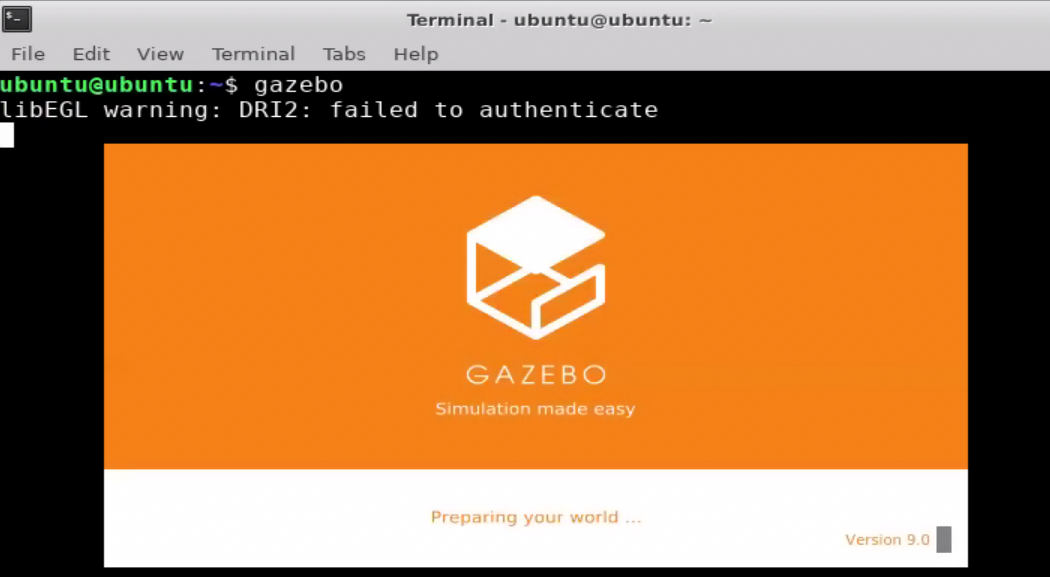 Terminal - ubuntu@ubuntu: ~
File Edit View Terminal Tabs Help
ubuntu@ubuntu:~$ gazebo
libEGL warning: DRI2: failed to authenticate
GAZEBO
Simulation made easy
Preparing your world ...
Version 9.0